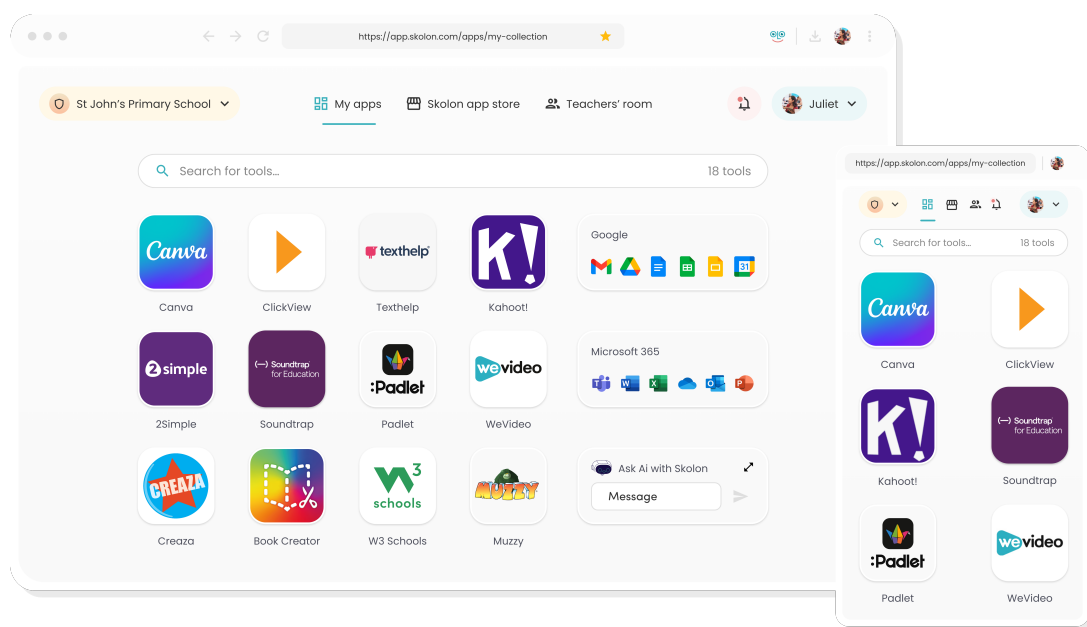 https://app.skolon.com/apps/my-collection
St John's Primary School
My apps
Skolon app store
Teachers' room
Juliet
Search for tools...
18 tools
Canva
texthelp
K!
Google
31
Canva
ClickView
Texthelp
Kahoot!
2simple
Soundtrap
for Education
:Padlet
wevideo
Microsoft 365
T
W
X
O
P
2Simple
Soundtrap
Padlet
WeVideo
CREAZA
W3
schools
MUZZY
Ask Ai with Skolon
Message
Creaza
Book Creator
W3 Schools
Muzzy
https://app.skolon.com/apps/my-collection
Search for tools...
18 tools
Canva
Canva
ClickView
K!
Soundtrap
for Education
Kahoot!
Soundtrap
:Padlet
wevideo
Padlet
WeVideo